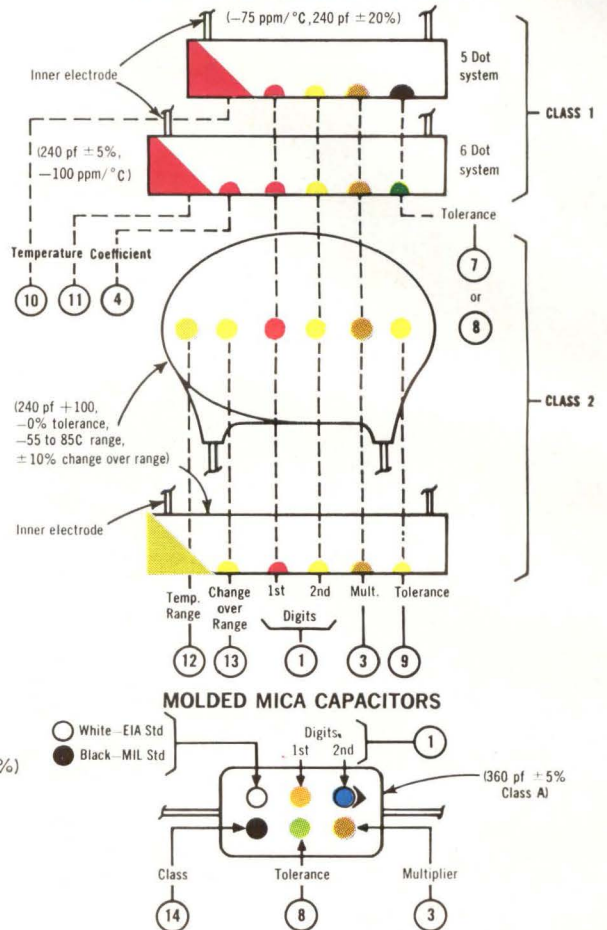 (−75 ppm/°C, 240 pf ±20%)
Inner electrode
5 Dot
system
CLASS 1
(240 pf ±5%,
−100 ppm/°C)
6 Dot
system
Tolerance
Temperature Coefficient
10
11
4
7
or
8
CLASS 2
(240 pf +100,
−0% tolerance,
−55 to 85C range,
±10% change over range)
Inner electrode
Temp.
Range
Change
over
Range
1st
2nd
Digits
Mult.
Tolerance
12
13
1
3
9
MOLDED MICA CAPACITORS
White—EIA Std
Black—MIL Std
Digits
1st
2nd
1
%)
(360 pf ±5%
Class A)
Class
Tolerance
Multiplier
14
8
3